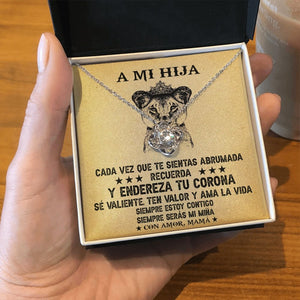 A MI HIJA
CADA VEZ QUE TE SIENTAS ABRUMADA
★★★ RECUERDA ★★★
Y ENDEREZA TU CORONA
SÉ VALIENTE, TEN VALOR Y AMA LA VIDA
SIEMPRE ESTOY CONTIGO
SIEMPRE SERÁS MI NIÑA
CON AMOR, MAMÁ